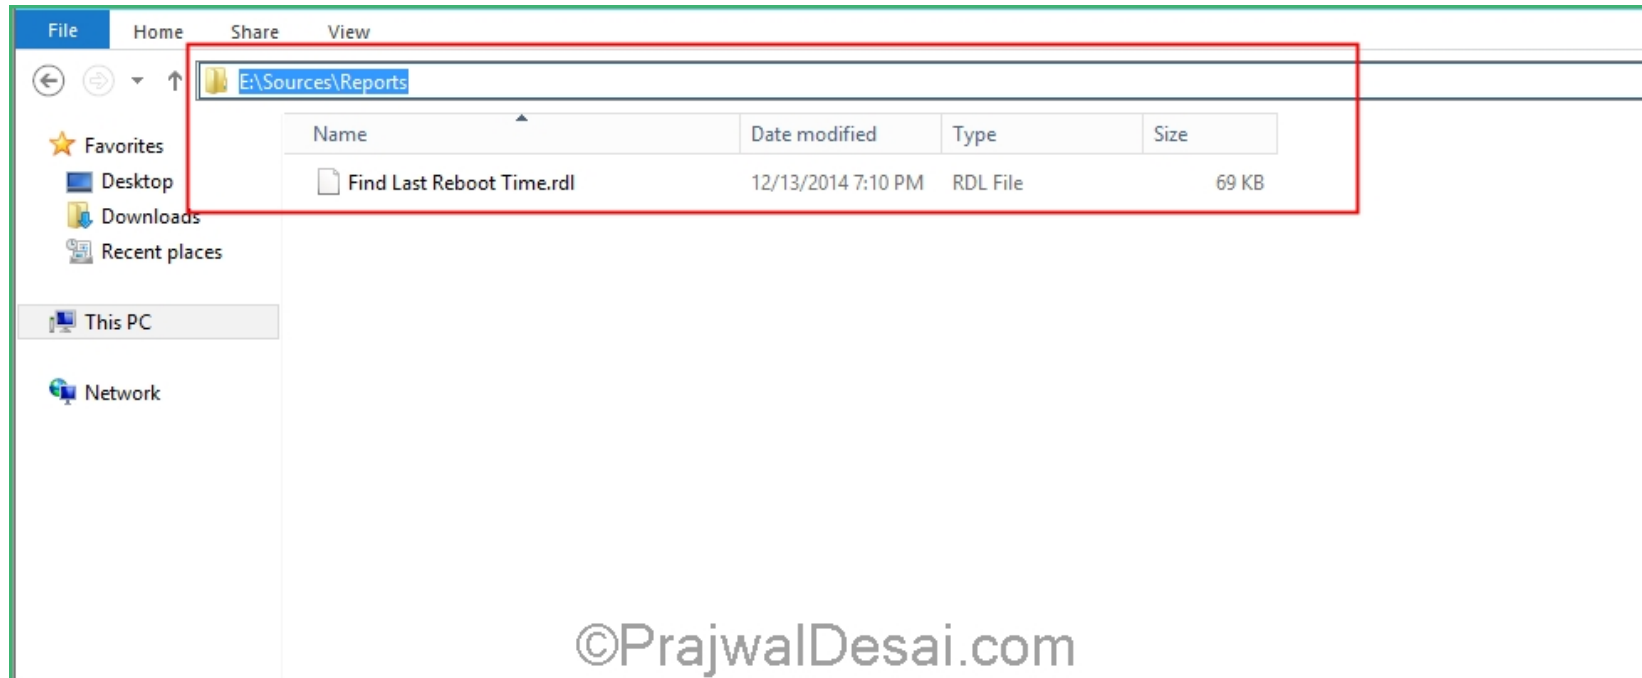 File Home Share View
E:\Sources\Reports
Name Date modified Type Size
Favorites
Find Last Reboot Time.rdl 12/13/2014 7:10 PM RDL File 69 KB
Desktop
Downloads
Recent places
This PC
Network
©PrajwalDesai.com